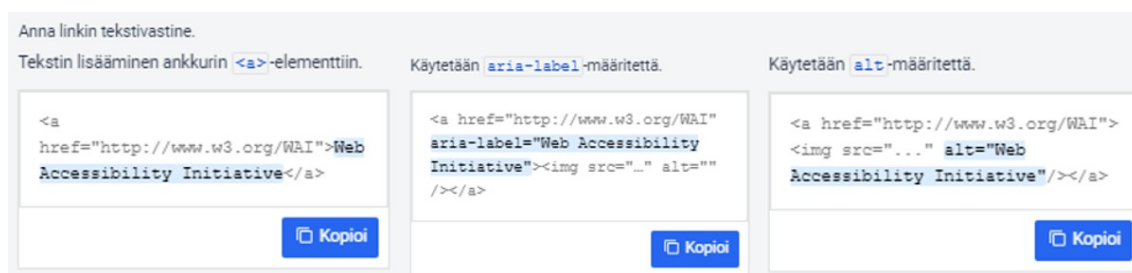 Anna linkin tekstivastine.
Tekstin lisääminen ankkurin <a>-elementtiin.
<a
href="http://www.w3.org/WAI">Web
Accessibility Initiative</a>
Kopioi
Käytetään aria-label-määritettä.
<a href="http://www.w3.org/WAI"
aria-label="Web Accessibility
Initiative"><img src="…" alt=""
/></a>
Kopioi
Käytetään alt-määritettä.
<a href="http://www.w3.org/WAI">
<img src="..." alt="Web
Accessibility Initiative"/></a>
Kopioi